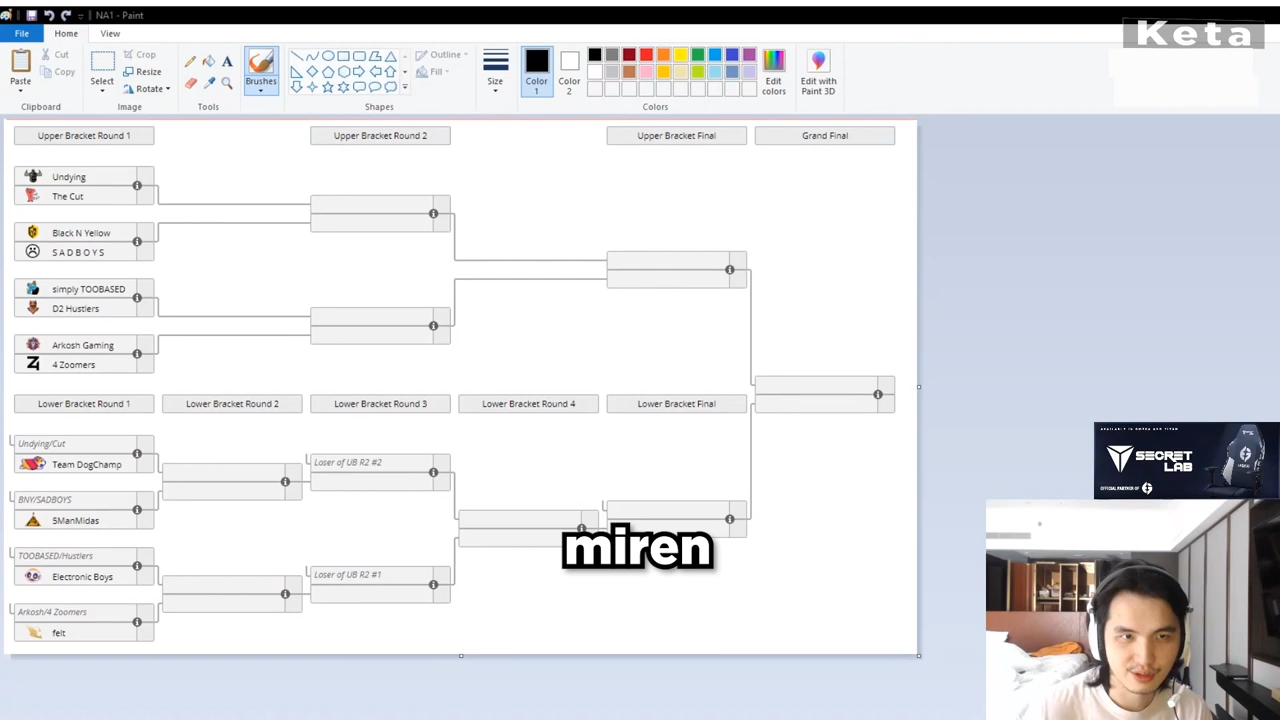 NA1 - Paint
Keta
File
Home
View
Paste
Cut
Copy
Clipboard
Select
Crop
Resize
Rotate
Image
A
Tools
Brushes
Outline
Fill
Shapes
Size
Color
1
Color
2
Edit
colors
Colors
Edit with
Paint 3D
Upper Bracket Round 1
Upper Bracket Round 2
Upper Bracket Final
Grand Final
Undying
The Cut
Black N Yellow
S A D B O Y S
simply TOOBASED
D2 Hustlers
Arkosh Gaming
4 Zoomers
Lower Bracket Round 1
Lower Bracket Round 2
Lower Bracket Round 3
Lower Bracket Round 4
Lower Bracket Final
Undying/Cut
Team DogChamp
BNY/SADBOYS
5ManMidas
TOOBASED/Hustlers
Electronic Boys
Arkosh/4 Zoomers
felt
Loser of UB R2 #2
Loser of UB R2 #1
miren
SECRET
LAB
OFFICIAL PARTNER OF